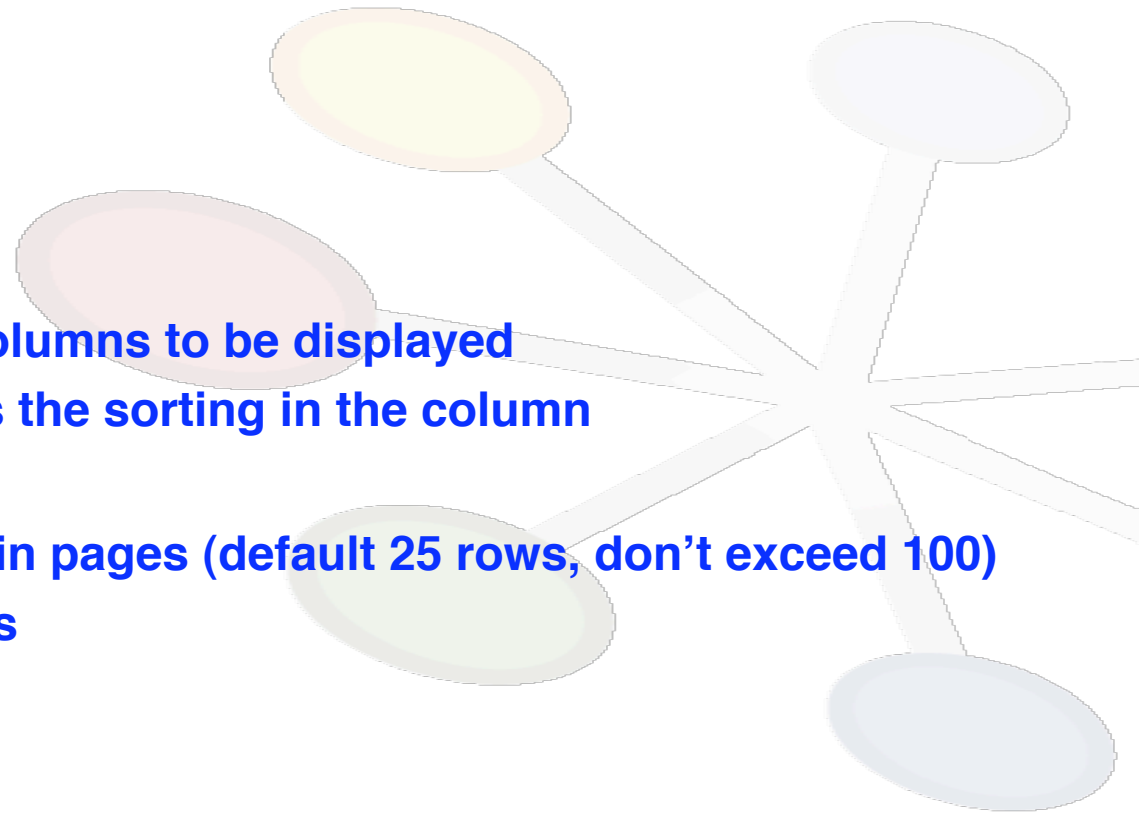 olumns to be displayed
s the sorting in the column
in pages (default 25 rows, don’t exceed 100)
s